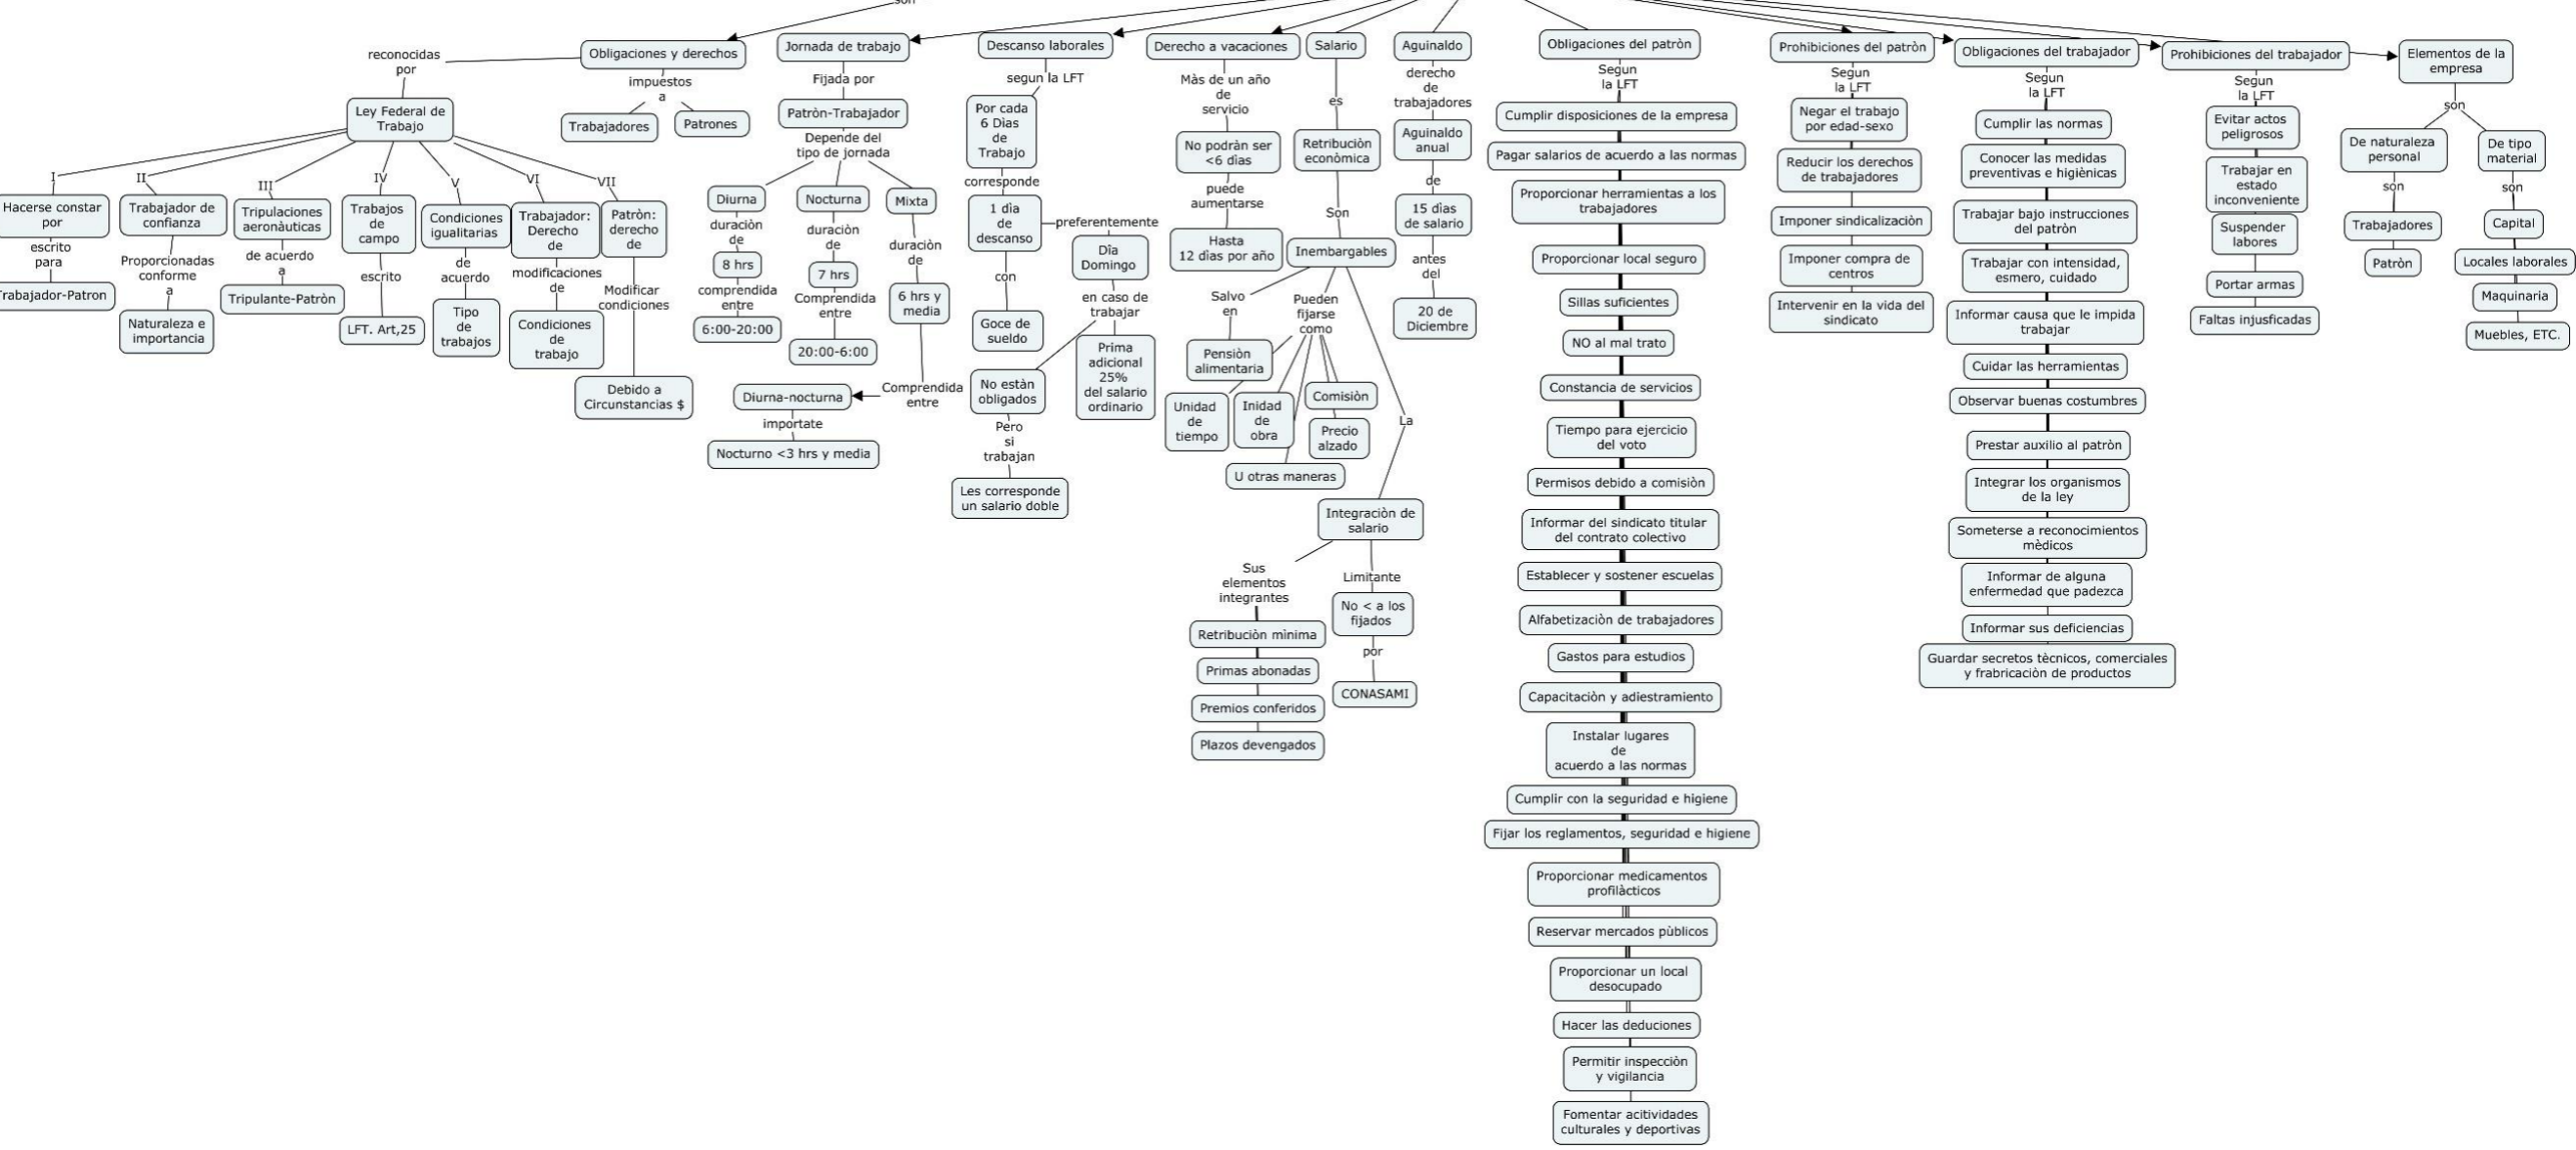 son
reconocidas
por
Obligaciones y derechos
impuestos
a
Trabajadores
Patrones
Ley Federal de
Trabajo
I
Hacerse constar
por
escrito
para
Trabajador-Patron
II
Trabajador de
confianza
Proporcionadas
conforme
a
Naturaleza e
importancia
III
Tripulaciones
aeronàuticas
de acuerdo
a
Tripulante-Patròn
IV
Trabajos
de
campo
escrito
LFT. Art,25
V
Condiciones
igualitarias
de
acuerdo
Tipo
de
trabajos
VI
Trabajador:
Derecho
de
modificaciones
de
Condiciones
de
trabajo
VII
Patròn:
derecho
de
Modificar
condiciones
Debido a
Circunstancias $
Jornada de trabajo
Fijada por
Patròn-Trabajador
Depende del
tipo de jornada
Diurna
duraciòn
de
8 hrs
comprendida
entre
6:00-20:00
Nocturna
duraciòn
de
7 hrs
Comprendida
entre
20:00-6:00
Mixta
duraciòn
de
6 hrs y
media
Comprendida
entre
Diurna-nocturna
importate
Nocturno <3 hrs y media
Descanso laborales
segun la LFT
Por cada
6 Dìas
de
Trabajo
corresponde
1 dìa
de
descanso
con
Goce de
sueldo
preferentemente
Dìa
Domingo
en caso de
trabajar
Prima
adicional
25%
del salario
ordinario
No estàn
obligados
Pero
si
trabajan
Les corresponde
un salario doble
Derecho a vacaciones
Màs de un año
de
servicio
No podràn ser
<6 dìas
puede
aumentarse
Hasta
12 dìas por año
Salario
es
Retribuciòn
econòmica
Son
Inembargables
Salvo
en
Pensiòn
alimentaria
Pueden
fijarse
como
Unidad
de
tiempo
Inidad
de
obra
Comisiòn
Precio
alzado
U otras maneras
La
Integraciòn de
salario
Sus
elementos
integrantes
Retribuciòn mìnima
Primas abonadas
Premios conferidos
Plazos devengados
Limitante
No < a los
fijados
por
CONASAMI
Aguinaldo
derecho
de
trabajadores
Aguinaldo
anual
de
15 dìas
de salario
antes
del
20 de
Diciembre
Obligaciones del patròn
Segun
la LFT
Cumplir disposiciones de la empresa
Pagar salarios de acuerdo a las normas
Proporcionar herramientas a los
trabajadores
Proporcionar local seguro
Sillas suficientes
NO al mal trato
Constancia de servicios
Tiempo para ejercicio
del voto
Permisos debido a comisiòn
Informar del sindicato titular
del contrato colectivo
Establecer y sostener escuelas
Alfabetizaciòn de trabajadores
Gastos para estudios
Capacitaciòn y adiestramiento
Instalar lugares
de
acuerdo a las normas
Cumplir con la seguridad e higiene
Fijar los reglamentos, seguridad e higiene
Proporcionar medicamentos
profilàcticos
Reservar mercados pùblicos
Proporcionar un local
desocupado
Hacer las deduciones
Permitir inspecciòn
y vigilancia
Fomentar acitividades
culturales y deportivas
Prohibiciones del patròn
Segun
la LFT
Negar el trabajo
por edad-sexo
Reducir los derechos
de trabajadores
Imponer sindicalizaciòn
Imponer compra de
centros
Intervenir en la vida del
sindicato
Obligaciones del trabajador
Segun
la LFT
Cumplir las normas
Conocer las medidas
preventivas e higiènicas
Trabajar bajo instrucciones
del patròn
Trabajar con intensidad,
esmero, cuidado
Informar causa que le impida
trabajar
Cuidar las herramientas
Observar buenas costumbres
Prestar auxilio al patròn
Integrar los organismos
de la ley
Someterse a reconocimientos
mèdicos
Informar de alguna
enfermedad que padezca
Informar sus deficiencias
Guardar secretos tècnicos, comerciales
y frabricaciòn de productos
Prohibiciones del trabajador
Segun
la LFT
Evitar actos
peligrosos
Trabajar en
estado
inconveniente
Suspender
labores
Portar armas
Faltas injusficadas
Elementos de la
empresa
son
De naturaleza
personal
son
Trabajadores
Patròn
De tipo
material
son
Capital
Locales laborales
Maquinaria
Muebles, ETC.